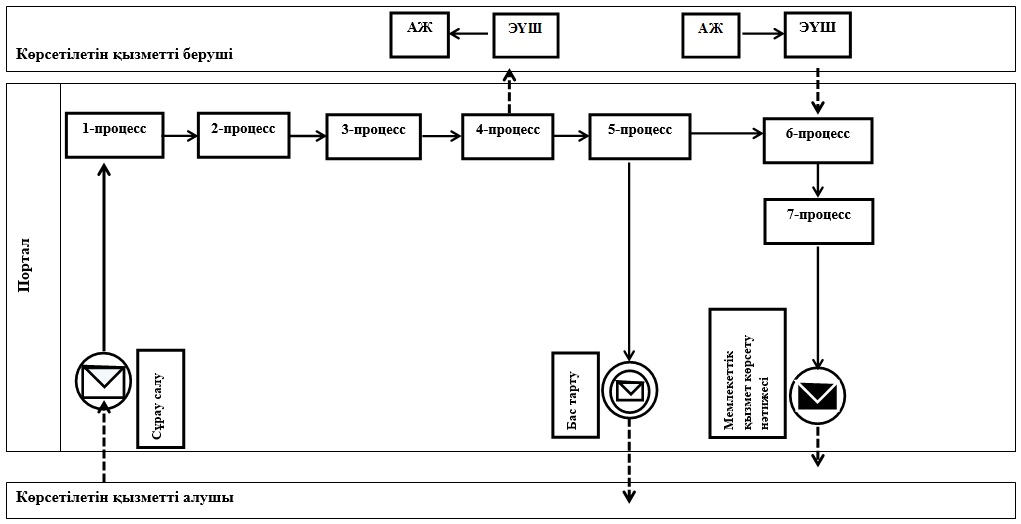 АЖ
ЭҮШ
АЖ
ЭҮШ
Көрсетілетін қызметті беруші
Портал
1-процесс
2-процесс
3-процесс
4-процесс
5-процесс
6-процесс
7-процесс
Сұрау салу
Бас тарту
Мемлекеттік
қызмет көрсету
нәтижесі
Көрсетілетін қызметті алушы